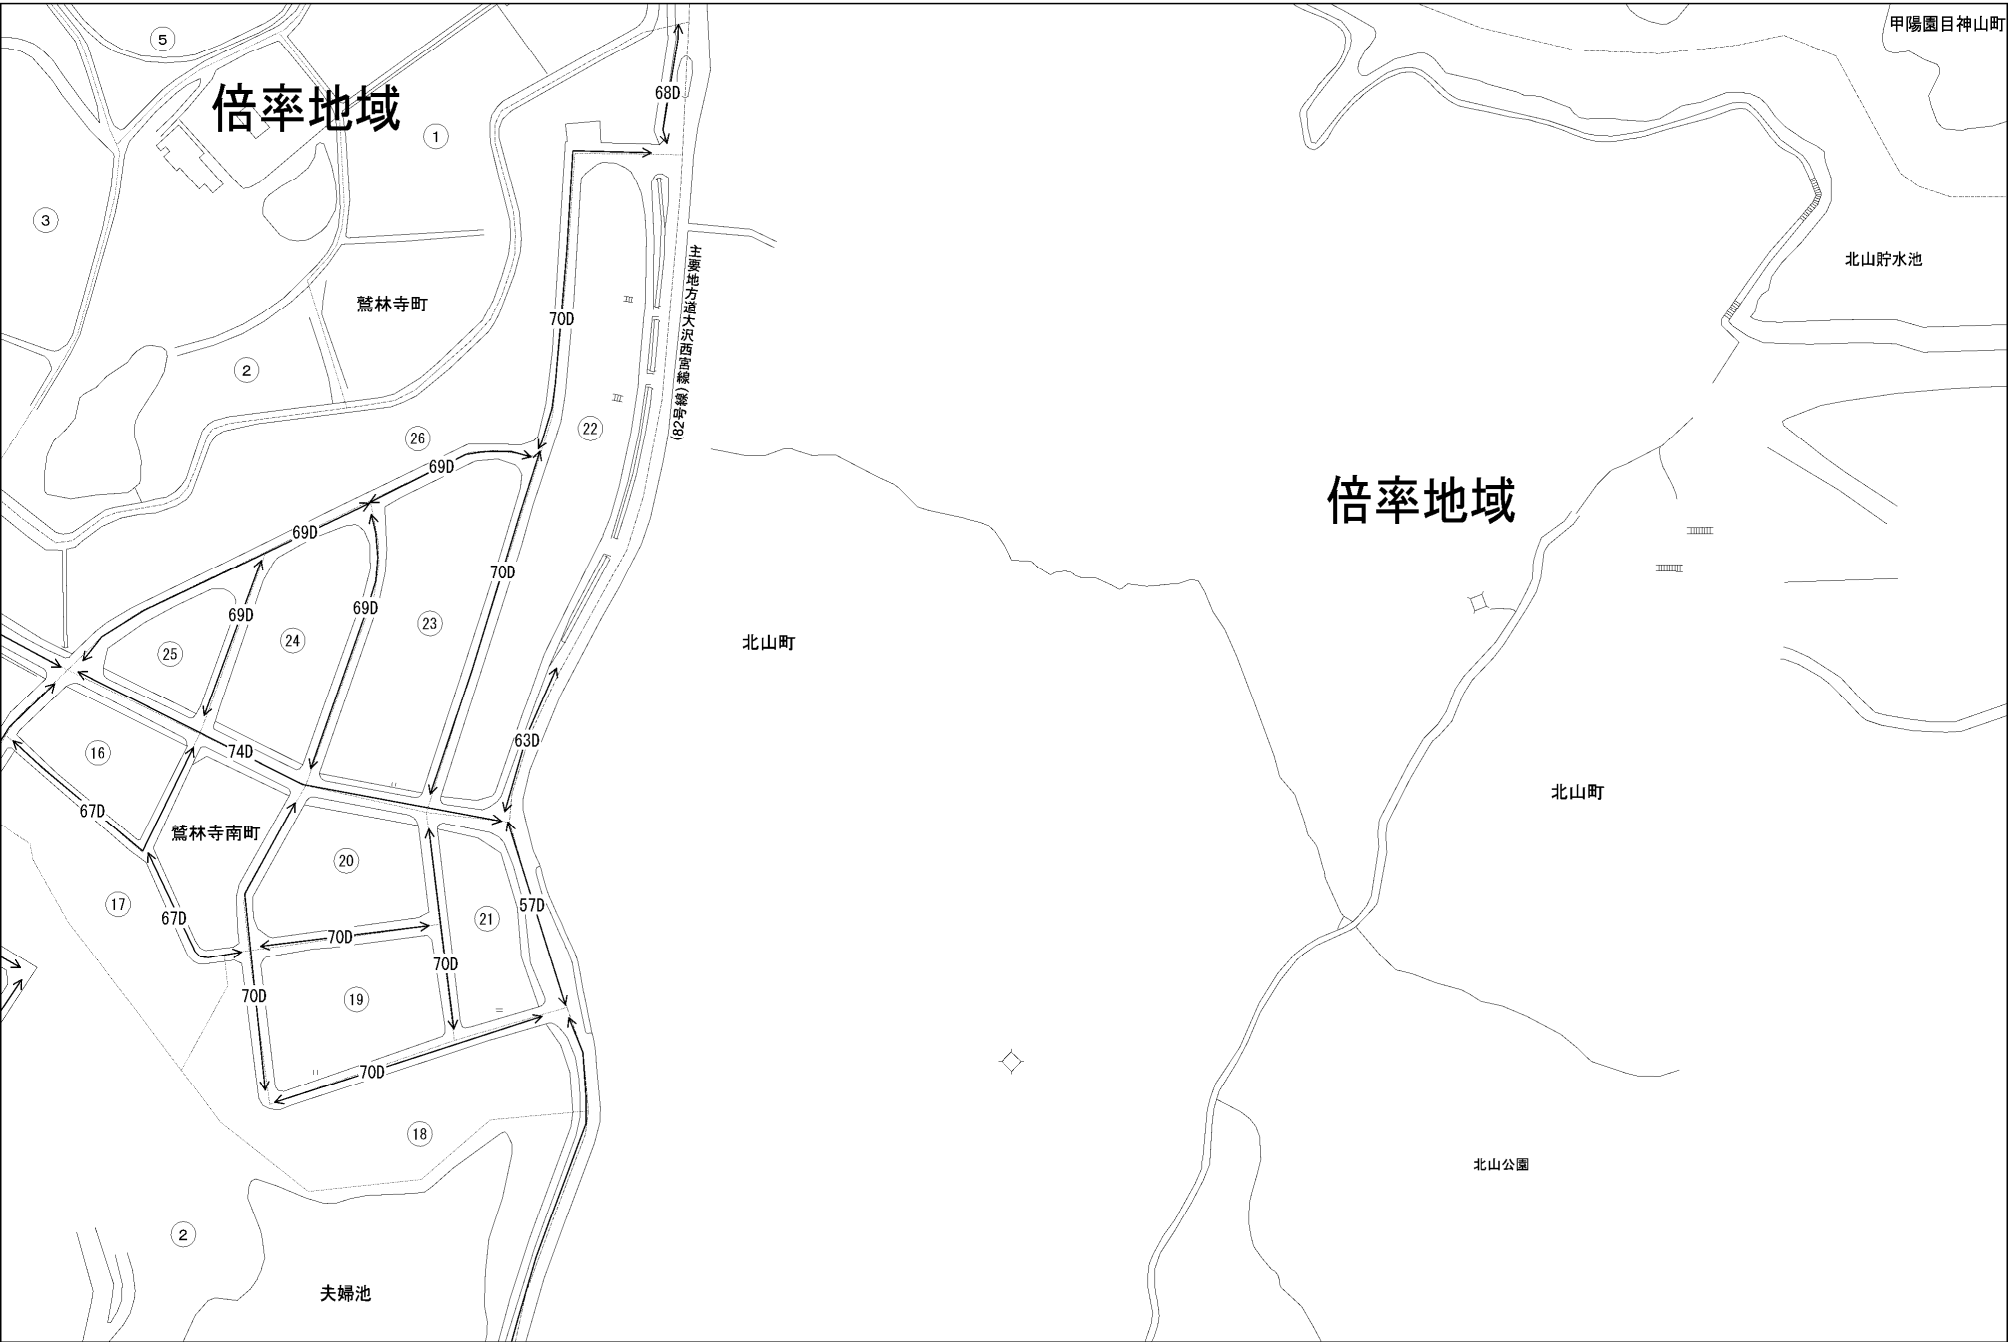 甲陽園目神山町
⑤
68D
倍率地域
①
③
北山貯水池
鷲林寺町
70D
主要地方道大沢西宮線
(82号線)
②
㉒
㉖
69D
倍率地域
69D
70D
69D
69D
㉓
㉔
㉕
北山町
63D
74D
⑯
北山町
67D
鷲林寺南町
⑳
⑰
67D
57D
㉑
70D
70D
70D
⑲
70D
⑱
北山公園
②
夫婦池